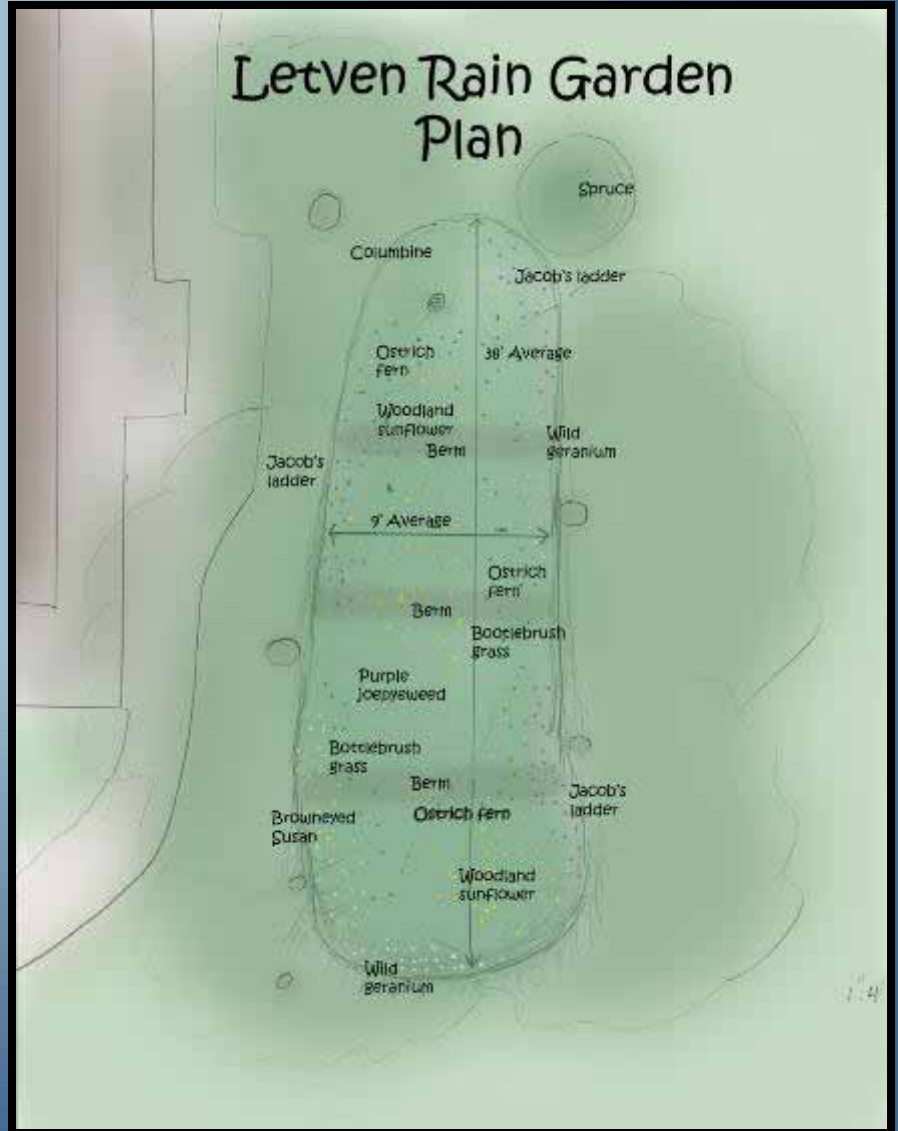 Letven Rain Garden
Plan
Spruce
Columbine
Jacob's ladder
Ostrich
fern
38' Average
Woodland
sunflower
Berm
Wild
geranium
Jacob's
ladder
9' Average
Ostrich
fern
Berm
Bottlebrush
grass
Purple
joepyeweed
Bottlebrush
grass
Berm
Jacob's
ladder
Browneyed
Susan
Ostrich fern
Woodland
sunflower
Wild
geranium